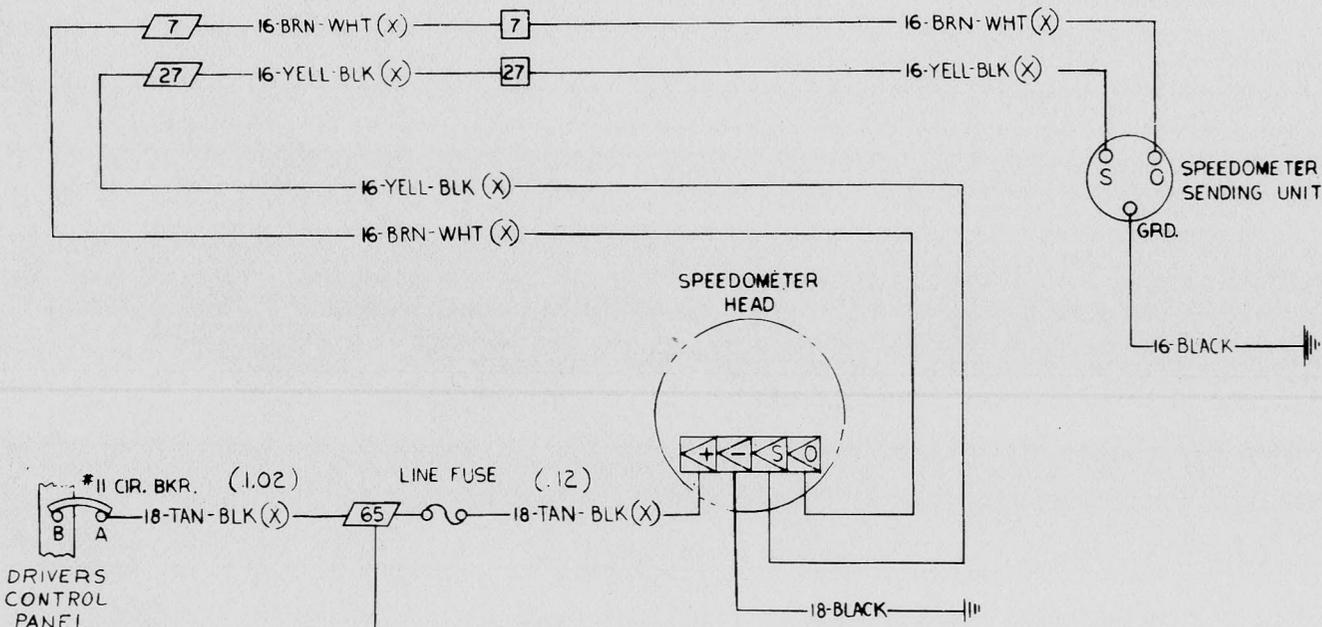 7 16-BRN-WHT (X) 7 16-BRN-WHT (X)
27 16-YELL-BLK (X) 27 16-YELL-BLK (X)
S O
SPEEDOMETER
SENDING UNIT
GRD.
16-YELL-BLK (X)
16-BRN-WHT (X)
SPEEDOMETER
HEAD
16-BLACK
+ - S O
#11 CIR. BKR. (1.02) LINE FUSE (.12)
B A 18-TAN-BLK (X) 65 18-TAN-BLK (X)
DRIVERS
CONTROL
PANEL
18-BLACK